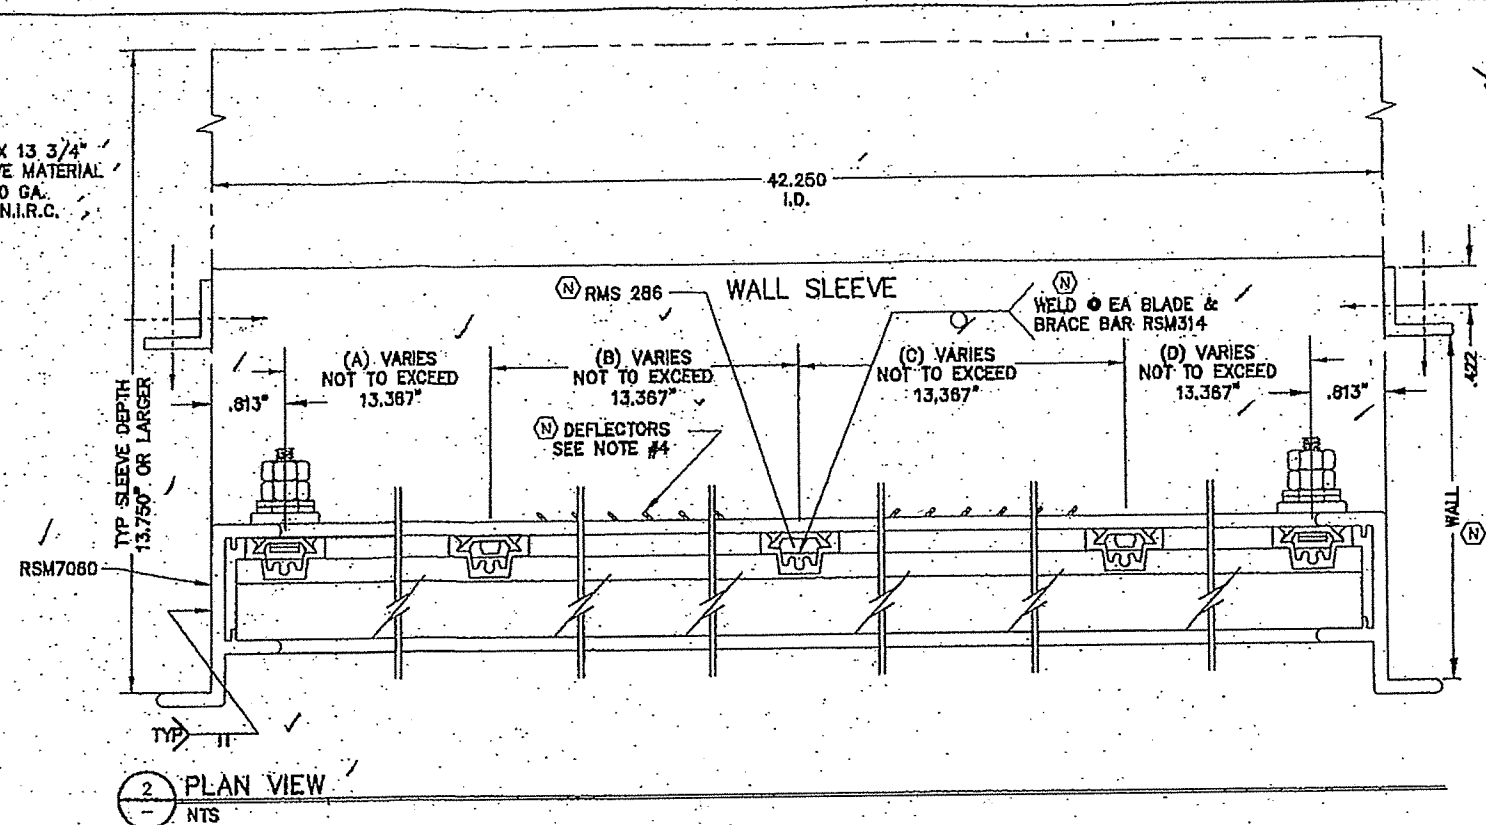 X 13 3/4"
VE MATERIAL
0 GA.
N.I.R.C.
42.250
I.D.
WALL SLEEVE
N RMS 286
N
WELD @ EA BLADE &
BRACE BAR RSM314
(A) VARIES
NOT TO EXCEED
13.367"
(B) VARIES
NOT TO EXCEED
13.367"
(C) VARIES
NOT TO EXCEED
13.367"
(D) VARIES
NOT TO EXCEED
13.367"
.813"
.813"
.422
N DEFLECTORS
SEE NOTE #4
TYP SLEEVE DEPTH
13.750" OR LARGER
WALL
N
RSM7080
TYP
2
PLAN VIEW
NTS